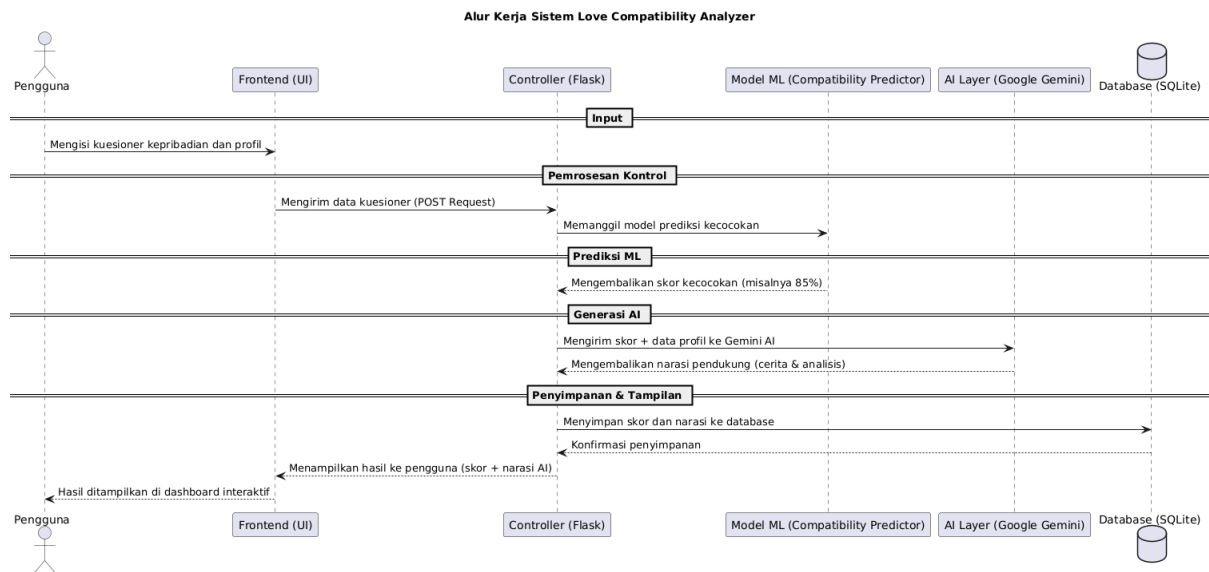 Alur Kerja Sistem Love Compatibility Analyzer
Pengguna
Frontend (UI)
Controller (Flask)
Model ML (Compatibility Predictor)
AI Layer (Google Gemini)
Database (SQLite)
Input
Mengisi kuesioner kepribadian dan profil
Pemrosesan Kontrol
Mengirim data kuesioner (POST Request)
Memanggil model prediksi kecocokan
Prediksi ML
Mengembalikan skor kecocokan (misalnya 85%)
Generasi AI
Mengirim skor + data profil ke Gemini AI
Mengembalikan narasi pendukung (cerita & analisis)
Penyimpanan & Tampilan
Menyimpan skor dan narasi ke database
Konfirmasi penyimpanan
Menampilkan hasil ke pengguna (skor + narasi AI)
Hasil ditampilkan di dashboard interaktif
Pengguna
Frontend (UI)
Controller (Flask)
Model ML (Compatibility Predictor)
AI Layer (Google Gemini)
Database (SQLite)